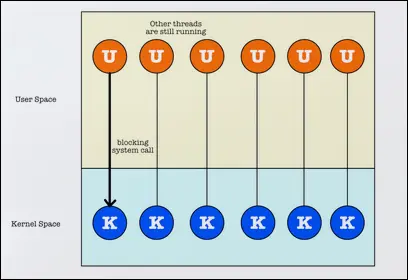 Other threads
are still running
U U U U U U
User Space
blocking
system call
Kernel Space
K K K K K K